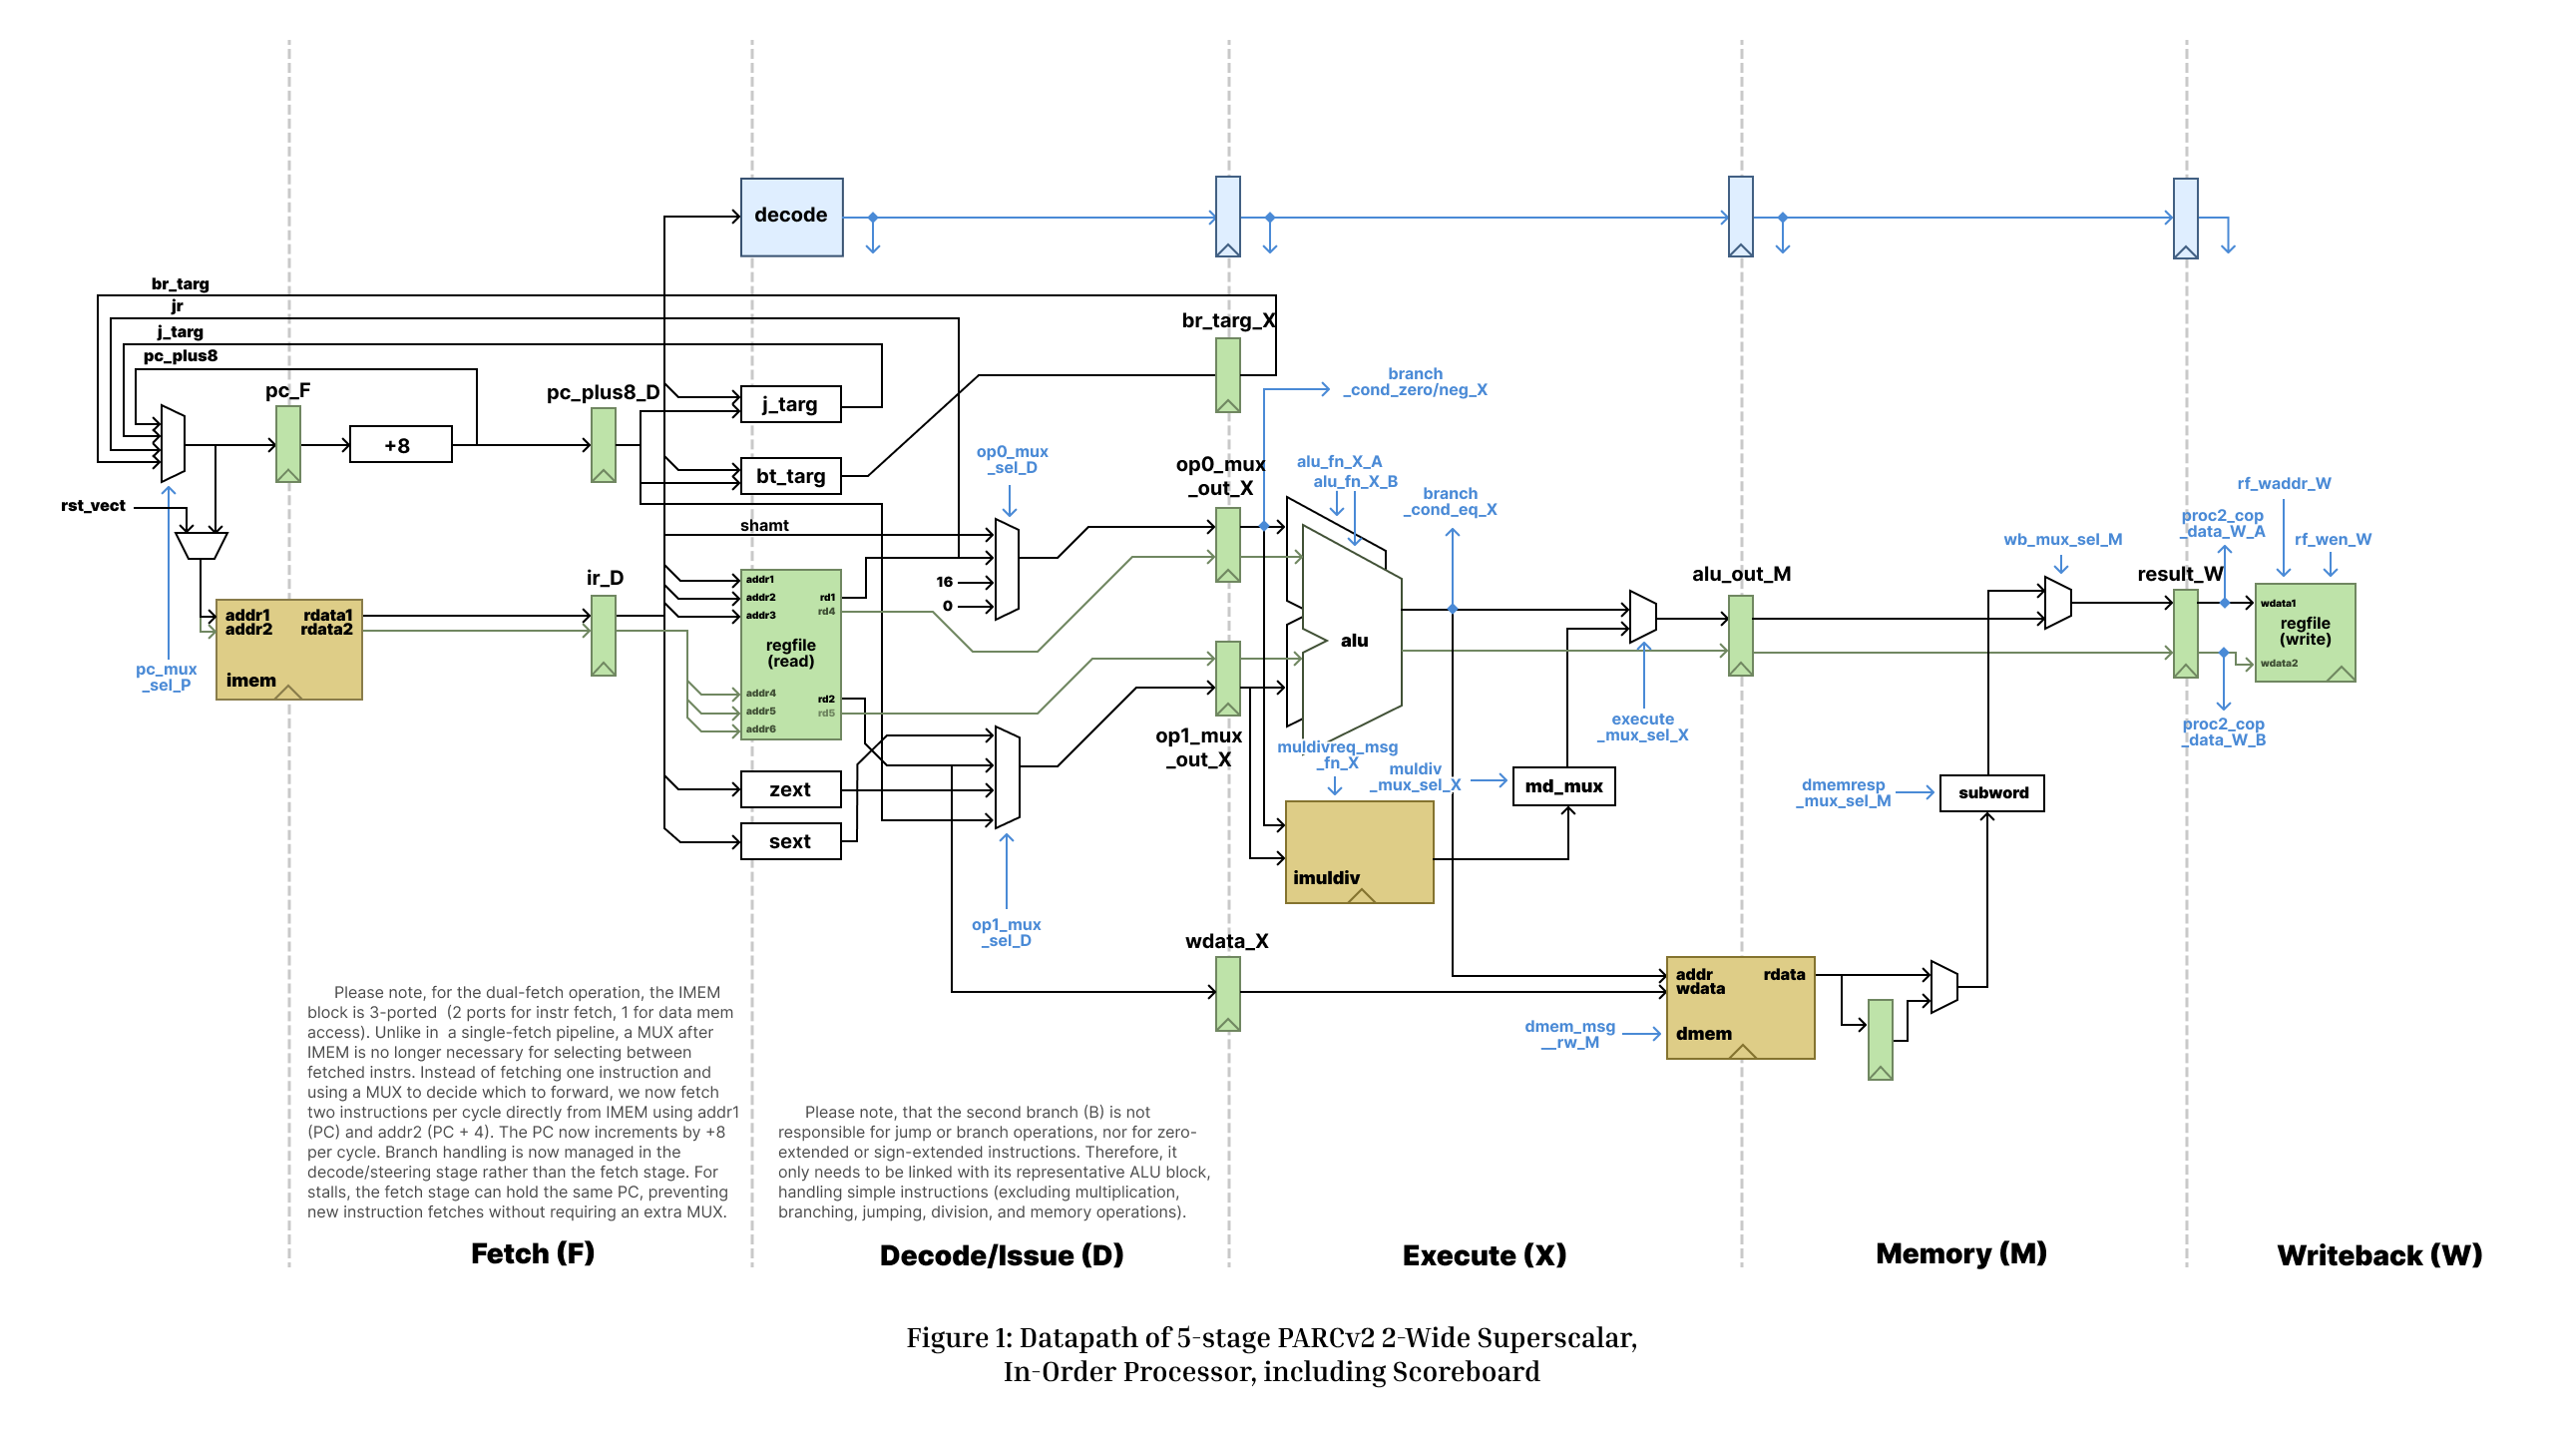 decode
br_targ
jr
j_targ
pc_plus8
pc_F
+8
pc_plus8_D
j_targ
bt_targ
br_targ_X
branch
_cond_zero/neg_X
rst_vect
pc_mux
_sel_P
addr1
addr2
rdata1
rdata2
imem
ir_D
shamt
op0_mux
_sel_D
16
0
addr1
addr2
addr3
rd1
rd4
regfile
(read)
addr4
addr5
addr6
rd2
rd5
zext
sext
op1_mux
_sel_D
op0_mux
_out_X
op1_mux
_out_X
alu_fn_X_A
alu_fn_X_B
branch
_cond_eq_X
alu
muldivreq_msg
_fn_X
muldiv
_mux_sel_X
md_mux
imuldiv
execute
_mux_sel_X
wdata_X
alu_out_M
addr
wdata
rdata
dmem
dmem_msg
__rw_M
dmemresp
_mux_sel_M
subword
wb_mux_sel_M
result_W
proc2_cop
_data_W_A
rf_waddr_W
rf_wen_W
wdata1
regfile
(write)
wdata2
proc2_cop
_data_W_B
Please note, for the dual-fetch operation, the IMEM
block is 3-ported (2 ports for instr fetch, 1 for data mem
access). Unlike in a single-fetch pipeline, a MUX after
IMEM is no longer necessary for selecting between
fetched instrs. Instead of fetching one instruction and
using a MUX to decide which to forward, we now fetch
two instructions per cycle directly from IMEM using addr1
(PC) and addr2 (PC + 4). The PC now increments by +8
per cycle. Branch handling is now managed in the
decode/steering stage rather than the fetch stage. For
stalls, the fetch stage can hold the same PC, preventing
new instruction fetches without requiring an extra MUX.
Please note, that the second branch (B) is not
responsible for jump or branch operations, nor for zero-
extended or sign-extended instructions. Therefore, it
only needs to be linked with its representative ALU block,
handling simple instructions (excluding multiplication,
branching, jumping, division, and memory operations).
Fetch (F)
Decode/Issue (D)
Execute (X)
Memory (M)
Writeback (W)
Figure 1: Datapath of 5-stage PARCv2 2-Wide Superscalar,
In-Order Processor, including Scoreboard